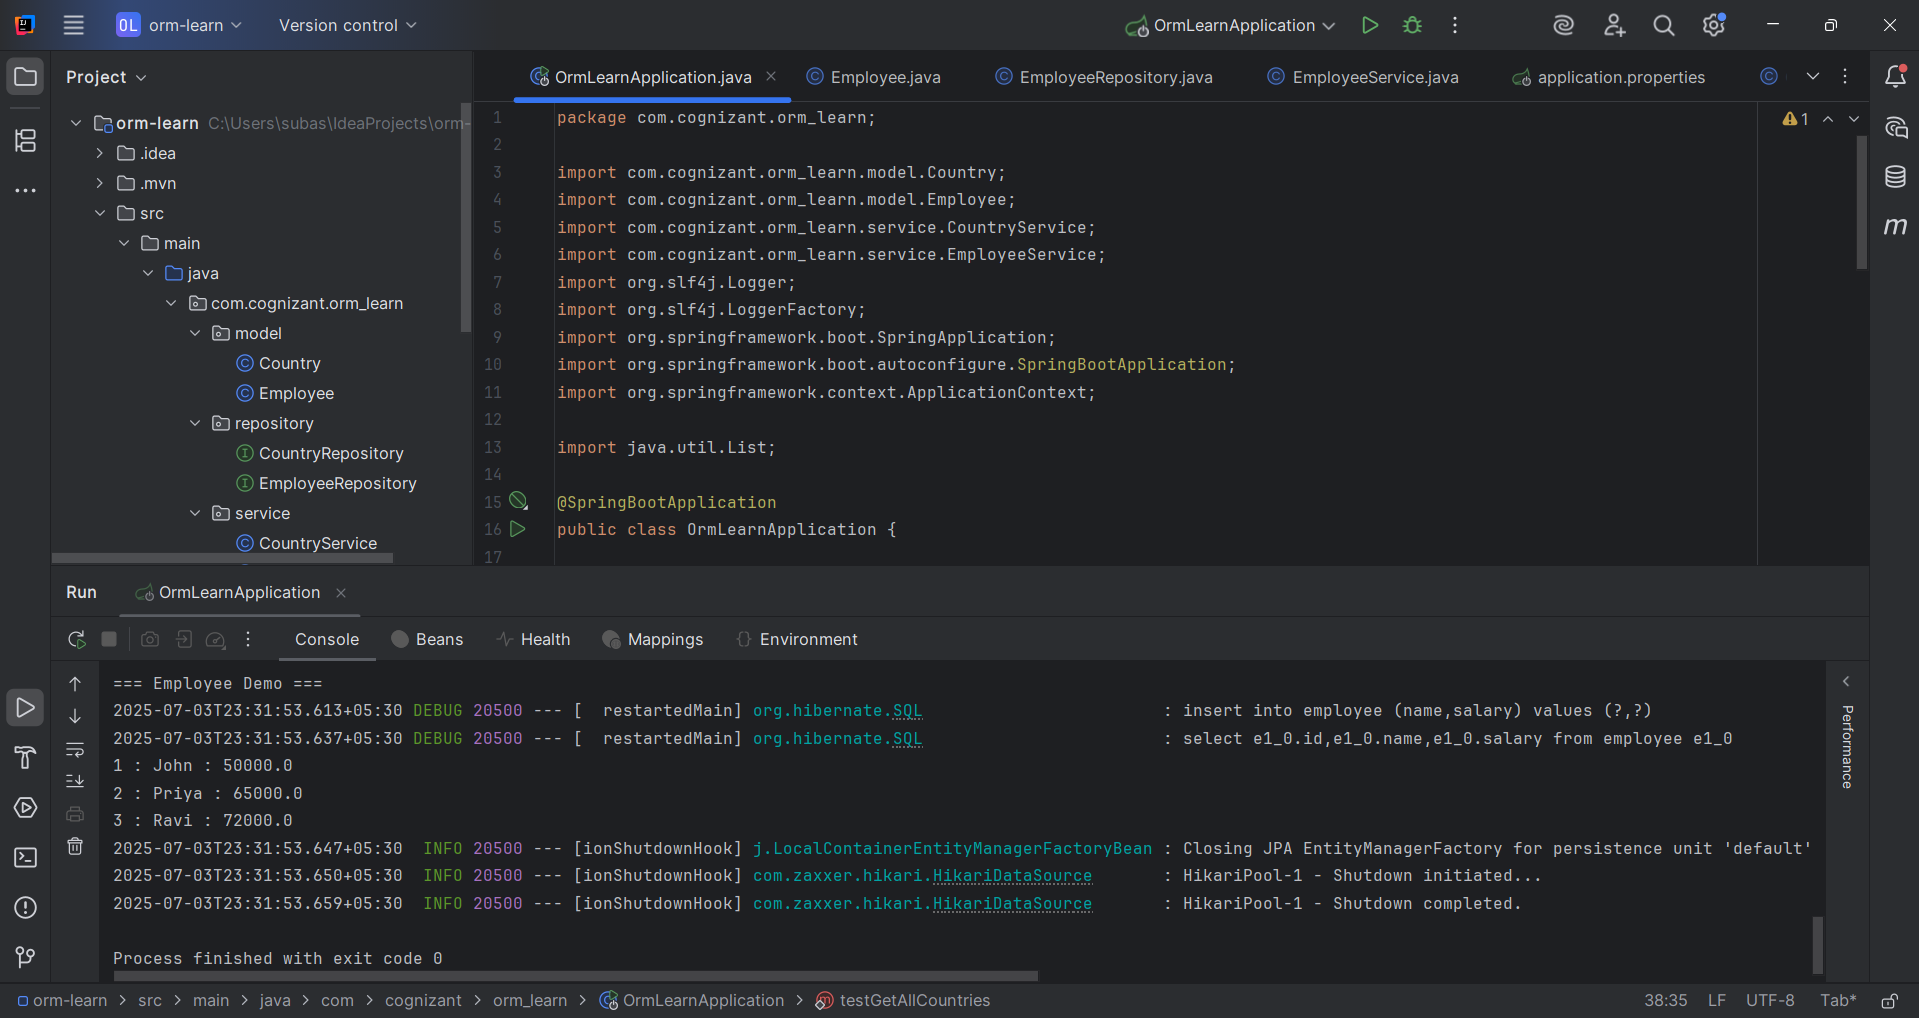 OL orm-learn Version control OrmLearnApplication
Project
OrmLearnApplication.java Employee.java EmployeeRepository.java EmployeeService.java application.properties
orm-learn C:\Users\subas\IdeaProjects\orm-
.idea
.mvn
src
main
java
com.cognizant.orm_learn
model
Country
Employee
repository
CountryRepository
EmployeeRepository
service
CountryService
1
1 package com.cognizant.orm_learn;
2
3 import com.cognizant.orm_learn.model.Country;
4 import com.cognizant.orm_learn.model.Employee;
5 import com.cognizant.orm_learn.service.CountryService;
6 import com.cognizant.orm_learn.service.EmployeeService;
7 import org.slf4j.Logger;
8 import org.slf4j.LoggerFactory;
9 import org.springframework.boot.SpringApplication;
10 import org.springframework.boot.autoconfigure.SpringBootApplication;
11 import org.springframework.context.ApplicationContext;
12
13 import java.util.List;
14
15 @SpringBootApplication
16 public class OrmLearnApplication {
17
Run OrmLearnApplication
Console Beans Health Mappings Environment
=== Employee Demo ===
2025-07-03T23:31:53.613+05:30 DEBUG 20500 --- [  restartedMain] org.hibernate.SQL                        : insert into employee (name,salary) values (?,?)
2025-07-03T23:31:53.637+05:30 DEBUG 20500 --- [  restartedMain] org.hibernate.SQL                        : select e1_0.id,e1_0.name,e1_0.salary from employee e1_0
1 : John : 50000.0
2 : Priya : 65000.0
3 : Ravi : 72000.0
2025-07-03T23:31:53.647+05:30  INFO 20500 --- [ionShutdownHook] j.LocalContainerEntityManagerFactoryBean : Closing JPA EntityManagerFactory for persistence unit 'default'
2025-07-03T23:31:53.650+05:30  INFO 20500 --- [ionShutdownHook] com.zaxxer.hikari.HikariDataSource       : HikariPool-1 - Shutdown initiated...
2025-07-03T23:31:53.659+05:30  INFO 20500 --- [ionShutdownHook] com.zaxxer.hikari.HikariDataSource       : HikariPool-1 - Shutdown completed.
Process finished with exit code 0
Performance
orm-learn > src > main > java > com > cognizant > orm_learn > OrmLearnApplication > testGetAllCountries 38:35 LF UTF-8 Tab*